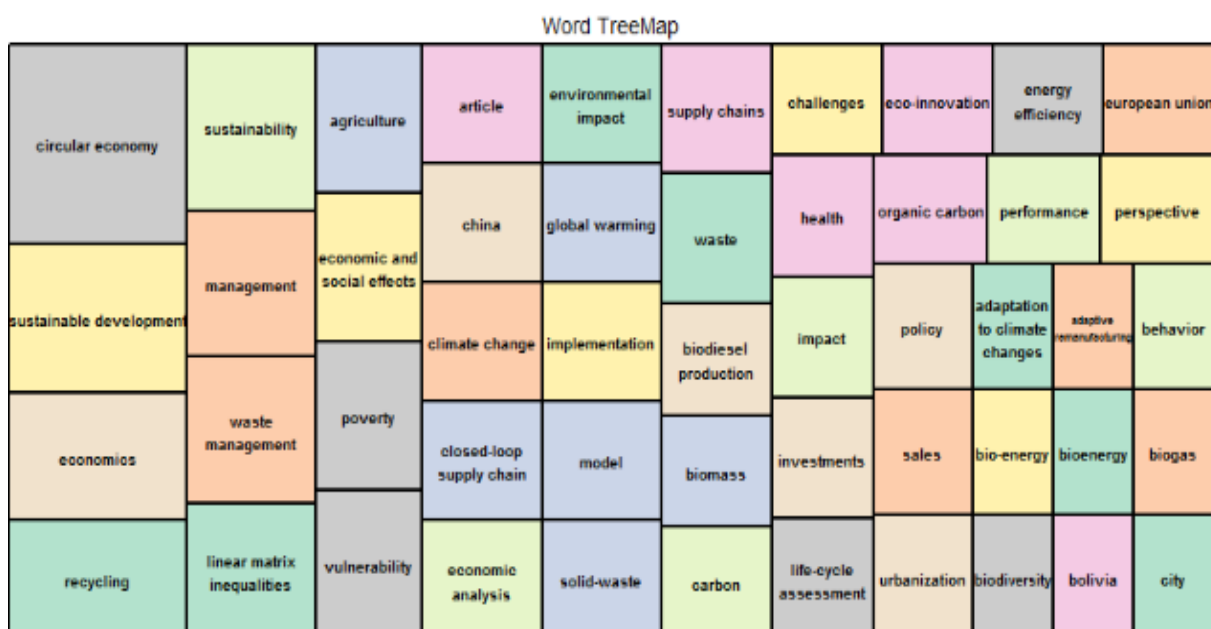 Word TreeMap
circular economy
sustainable development
economics
recycling
sustainability
management
waste
management
linear matrix
inequalities
agriculture
economic and
social effects
poverty
vulnerability
article
china
climate change
closed-loop
supply chain
economic
analysis
environmental
impact
global warming
implementation
model
solid-waste
supply chains
waste
biodiesel
production
biomass
carbon
challenges
eco-innovation
energy
efficiency
european union
health
organic carbon
performance
perspective
impact
policy
adaptation
to climate
changes
adaptive
remanufacturing
behavior
investments
sales
bio-energy
bioenergy
biogas
life-cycle
assessment
urbanization
biodiversity
bolivia
city